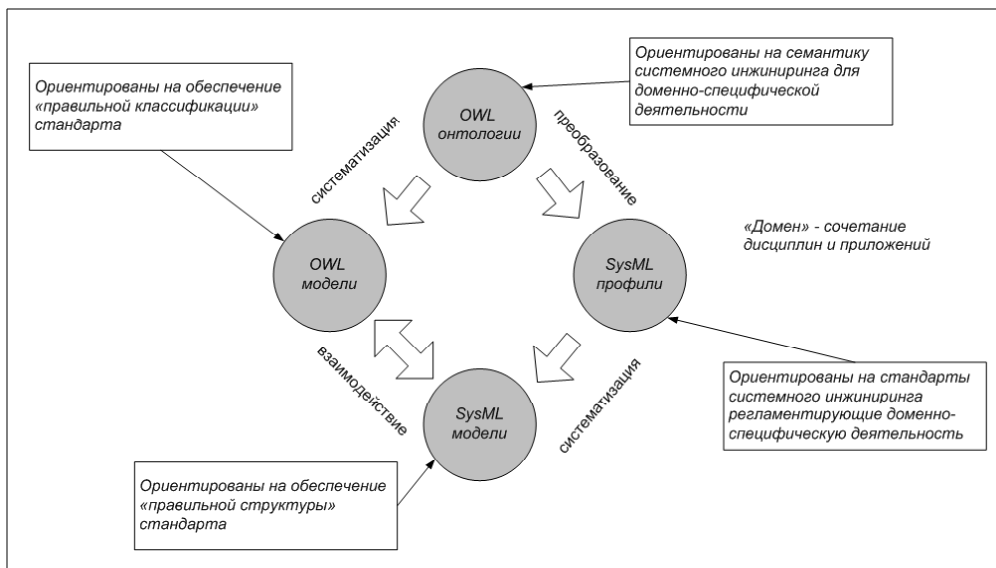 Ориентированы на семантику
системного инжиниринга для
доменно-специфической
деятельности
Ориентированы на обеспечение
«правильной классификации»
стандарта
OWL
онтологии
систематизация
преобразование
«Домен» - сочетание
дисциплин и приложений
OWL
модели
SysML
профили
взаимодействие
систематизация
SysML
модели
Ориентированы на стандарты
системного инжиниринга
регламентирующие доменно-
специфическую деятельность
Ориентированы на обеспечение
«правильной структуры»
стандарта